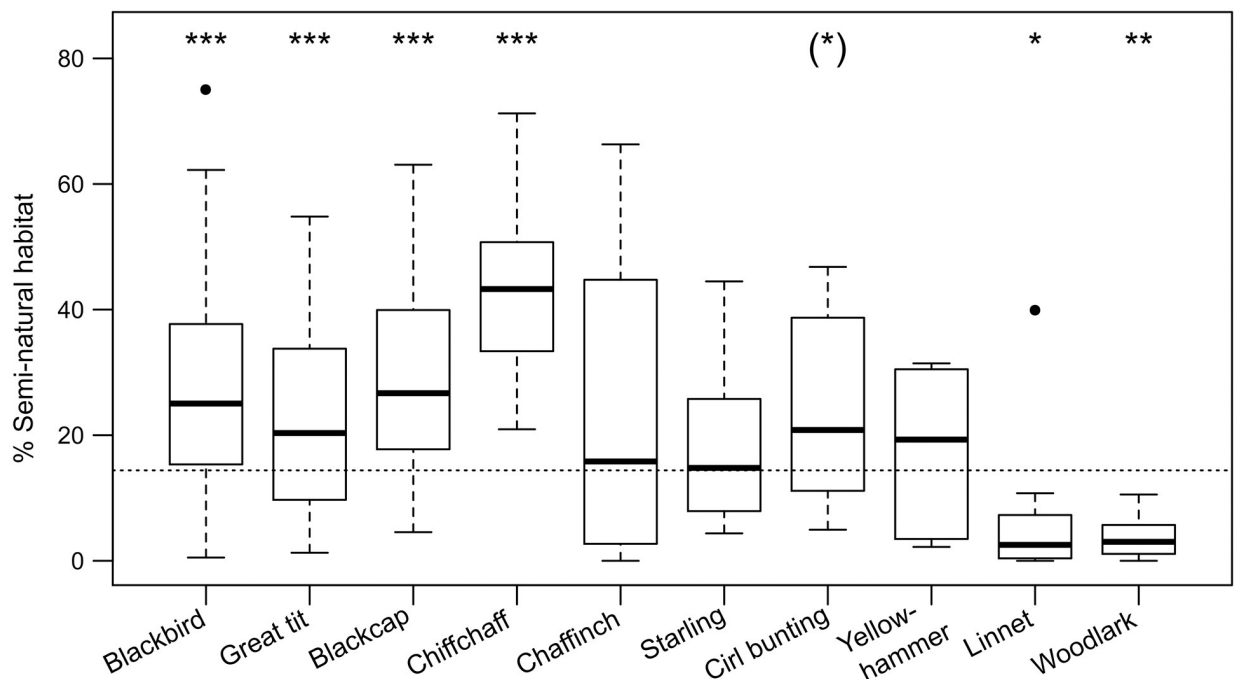 *** *** *** *** (*) * **
80
60
40
20
0
% Semi-natural habitat
Blackbird
Great tit
Blackcap
Chiffchaff
Chaffinch
Starling
Cirl bunting
Yellow-
hammer
Linnet
Woodlark